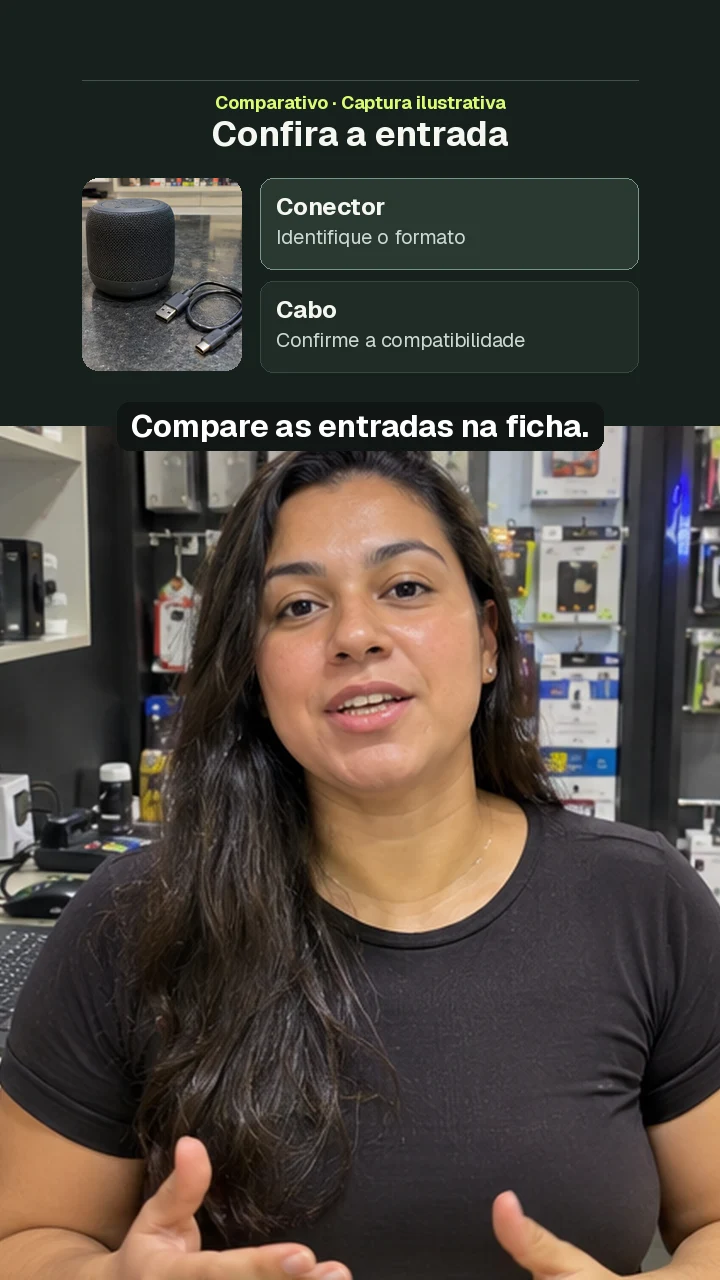 Comparativo · Captura ilustrativa
Confira a entrada
Conector
Identifique o formato
Cabo
Confirme a compatibilidade
Compare as entradas na ficha.